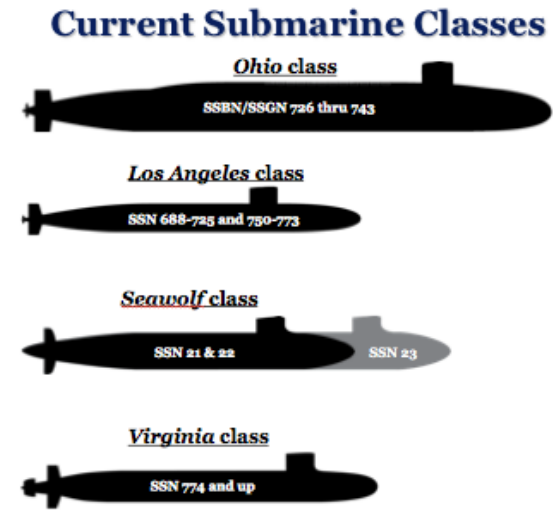 Current Submarine Classes
Ohio class
SSBN/SSGN 726 thru 743
Los Angeles class
SSN 688-725 and 750-773
Seawolf class
SSN 21 & 22
SSN 23
Virginia class
SSN 774 and up